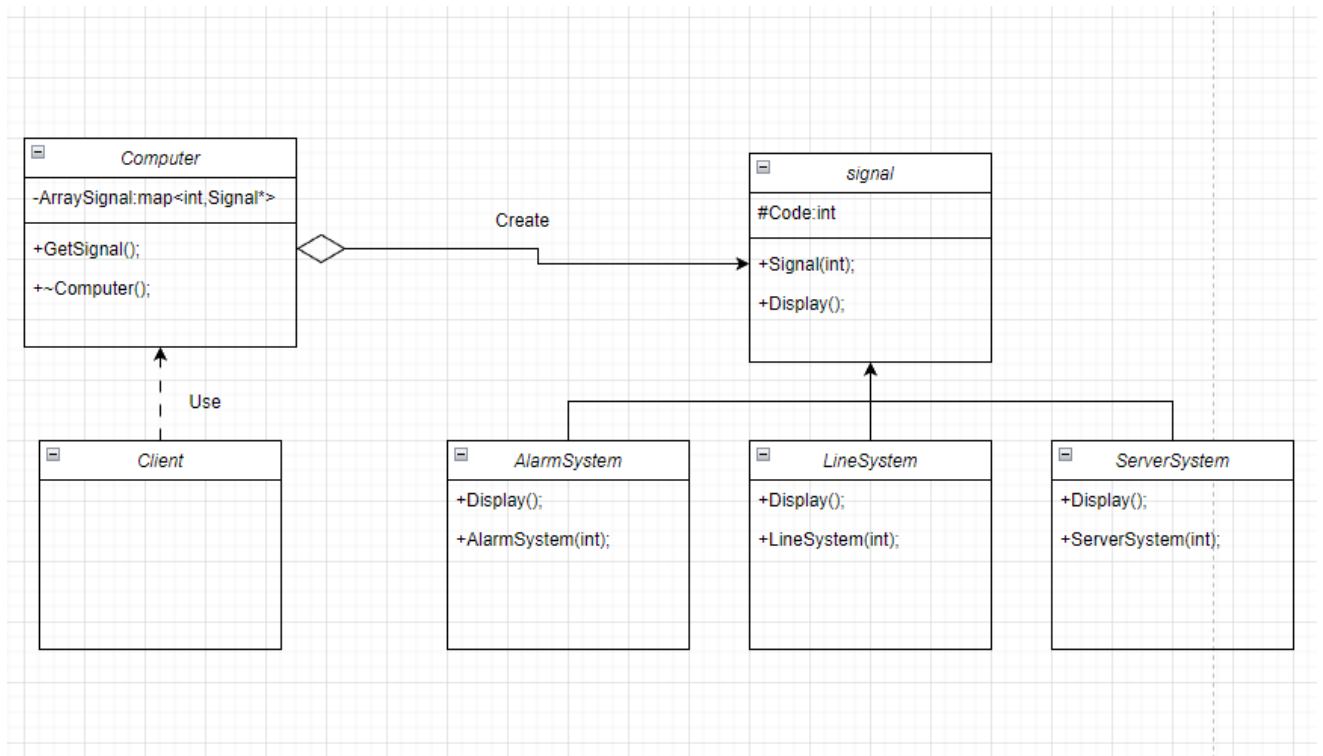 Computer
-ArraySignal:map<int,Signal*>
+GetSignal();
+~Computer();
Create
signal
#Code:int
+Signal(int);
+Display();
Use
Client
AlarmSystem
+Display();
+AlarmSystem(int);
LineSystem
+Display();
+LineSystem(int);
ServerSystem
+Display();
+ServerSystem(int);